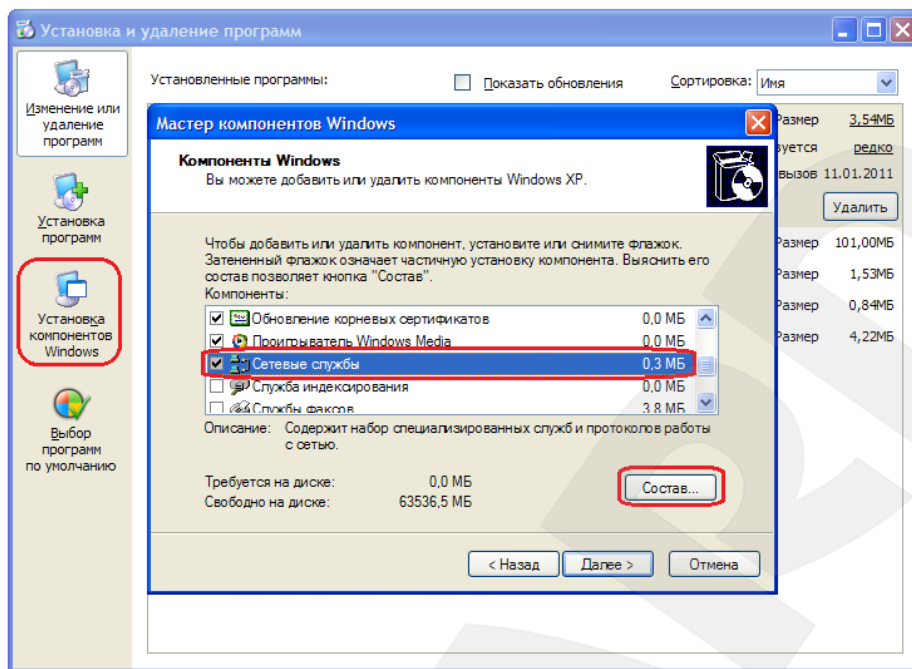 Установка и удаление программ
Изменение или
удаление
программ
Установка
программ
Установка
компонентов
Windows
Выбор
программ
по умолчанию
Установленные программы:
Показать обновления
Сортировка: Имя
Размер 3,54МБ
зуется редко
вызов 11.01.2011
Удалить
Размер 101,00МБ
Размер 1,53МБ
Размер 0,84МБ
Размер 4,22МБ
Мастер компонентов Windows
Компоненты Windows
Вы можете добавить или удалить компоненты Windows XP.
Чтобы добавить или удалить компонент, установите или снимите флажок.
Затененный флажок означает частичную установку компонента. Выяснить его
состав позволяет кнопка "Состав".
Компоненты:
Обновление корневых сертификатов 0,0 МБ
Проигрыватель Windows Media 0,0 МБ
Сетевые службы 0,3 МБ
Служба индексирования 0,0 МБ
Службы факсов 3,8 МБ
Описание: Содержит набор специализированных служб и протоколов работы
с сетью.
Требуется на диске: 0,0 МБ
Свободно на диске: 63536,5 МБ
Состав...
< Назад
Далее >
Отмена